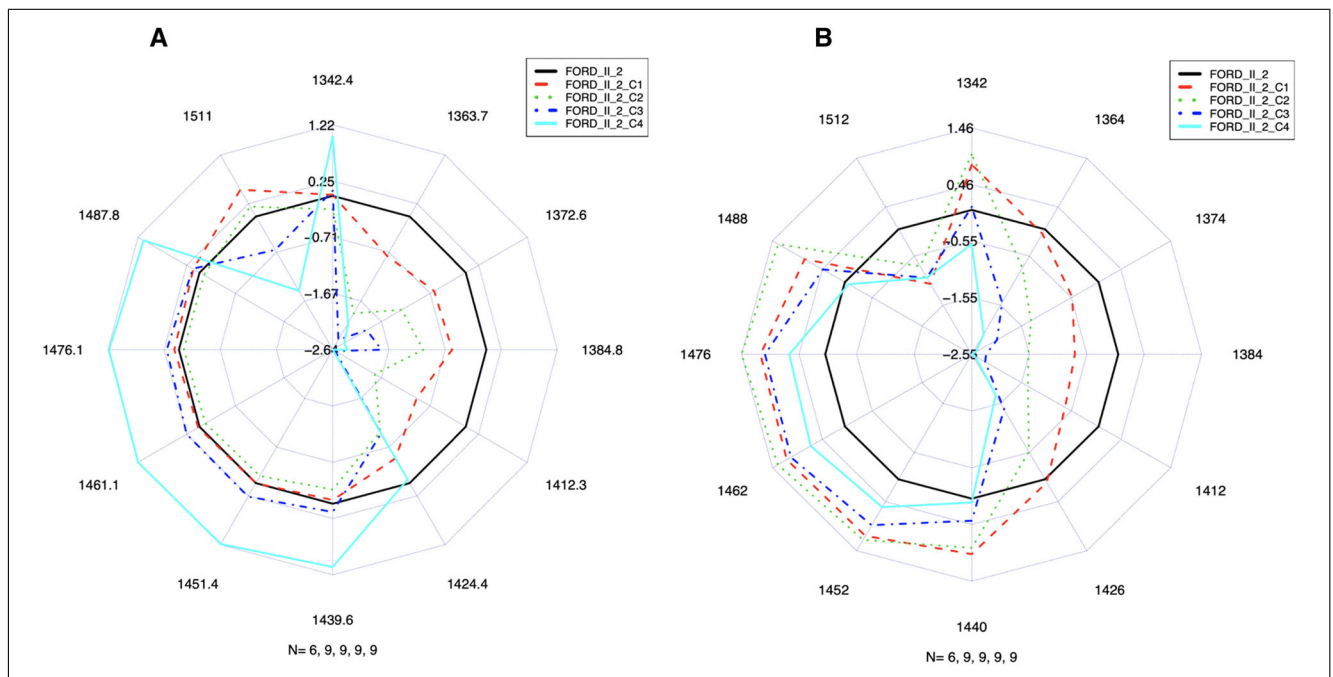 A
FORD_II_2
FORD_II_2_C1
FORD_II_2_C2
FORD_II_2_C3
FORD_II_2_C4
1342.4
1363.7
1372.6
1384.8
1412.3
1424.4
1439.6
1451.4
1461.1
1476.1
1487.8
1511
1.22
0.25
−0.71
−1.67
−2.64
N= 6, 9, 9, 9, 9
B
FORD_II_2
FORD_II_2_C1
FORD_II_2_C2
FORD_II_2_C3
FORD_II_2_C4
1342
1364
1374
1384
1412
1426
1440
1452
1462
1476
1488
1512
1.46
0.46
−0.55
−1.55
N= 6, 9, 9, 9, 9